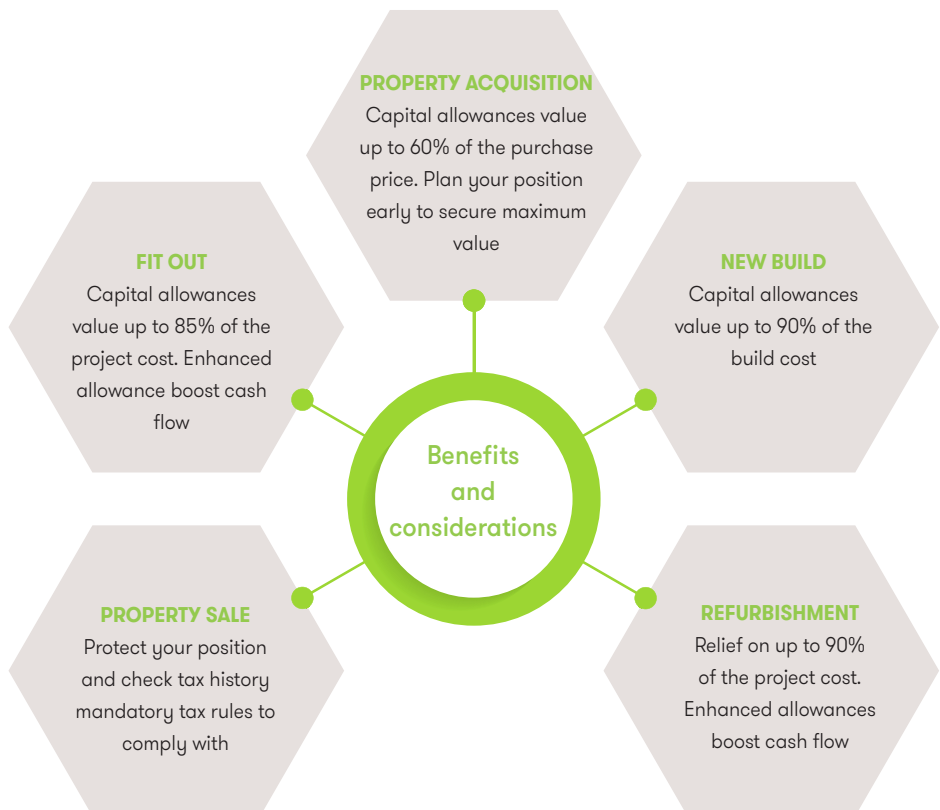 PROPERTY ACQUISITION
Capital allowances value
up to 60% of the purchase
price. Plan your position
early to secure maximum
value
FIT OUT
Capital allowances
value up to 85% of the
project cost. Enhanced
allowance boost cash
flow
NEW BUILD
Capital allowances
value up to 90% of the
build cost
Benefits
and
considerations
PROPERTY SALE
Protect your position
and check tax history
mandatory tax rules to
comply with
REFURBISHMENT
Relief on up to 90%
of the project cost.
Enhanced allowances
boost cash flow